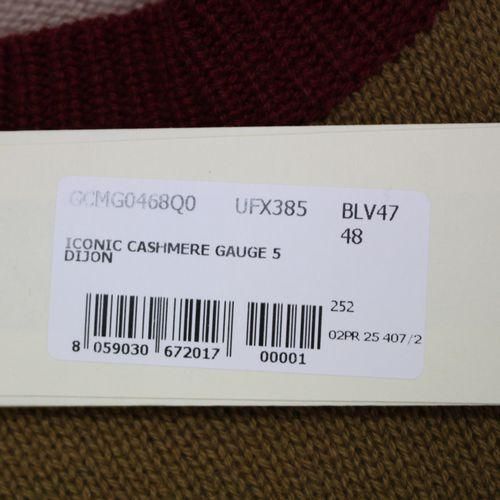 GCMG0468Q0 UFX385 BLV47
48
ICONIC CASHMERE GAUGE 5
DIJON
252
02PR 25 407/2
8 059030 672017 00001